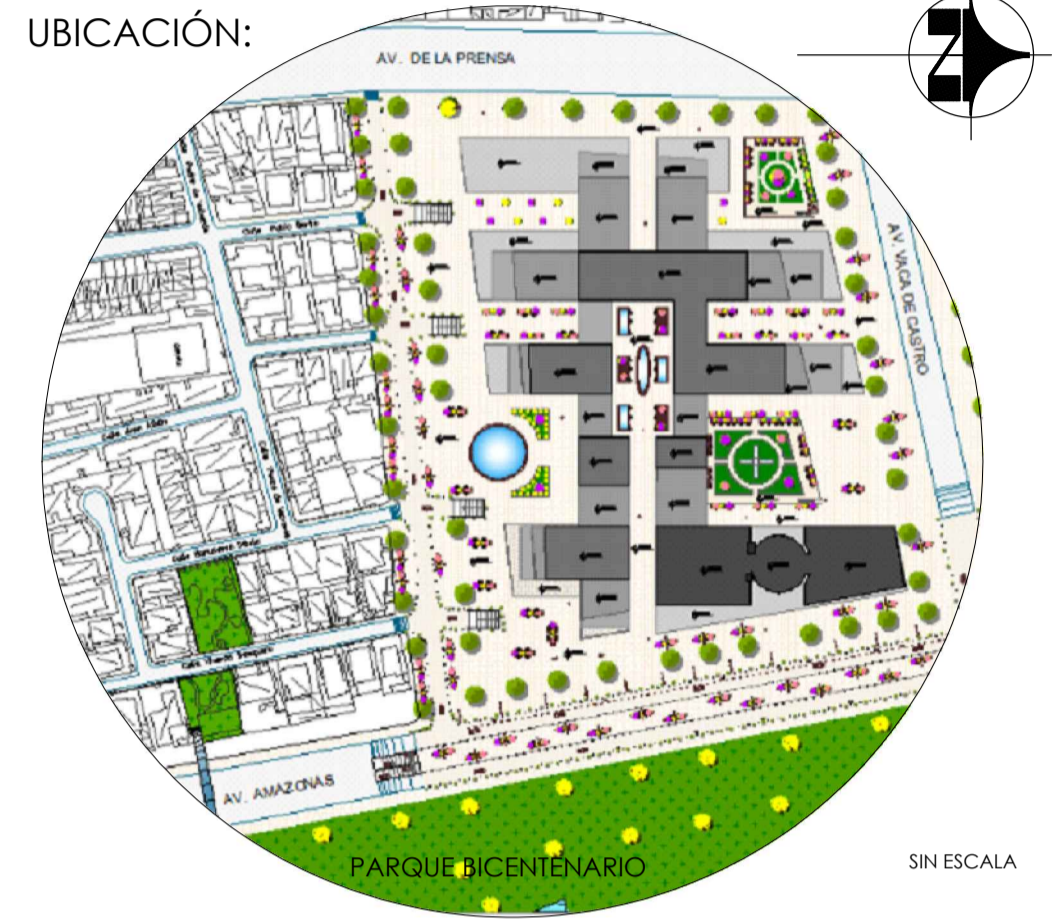 UBICACIÓN:
N
AV. DE LA PRENSA
AV. VACA DE CASTRO
AV. AMAZONAS
PARQUE BICENTENARIO
SIN ESCALA